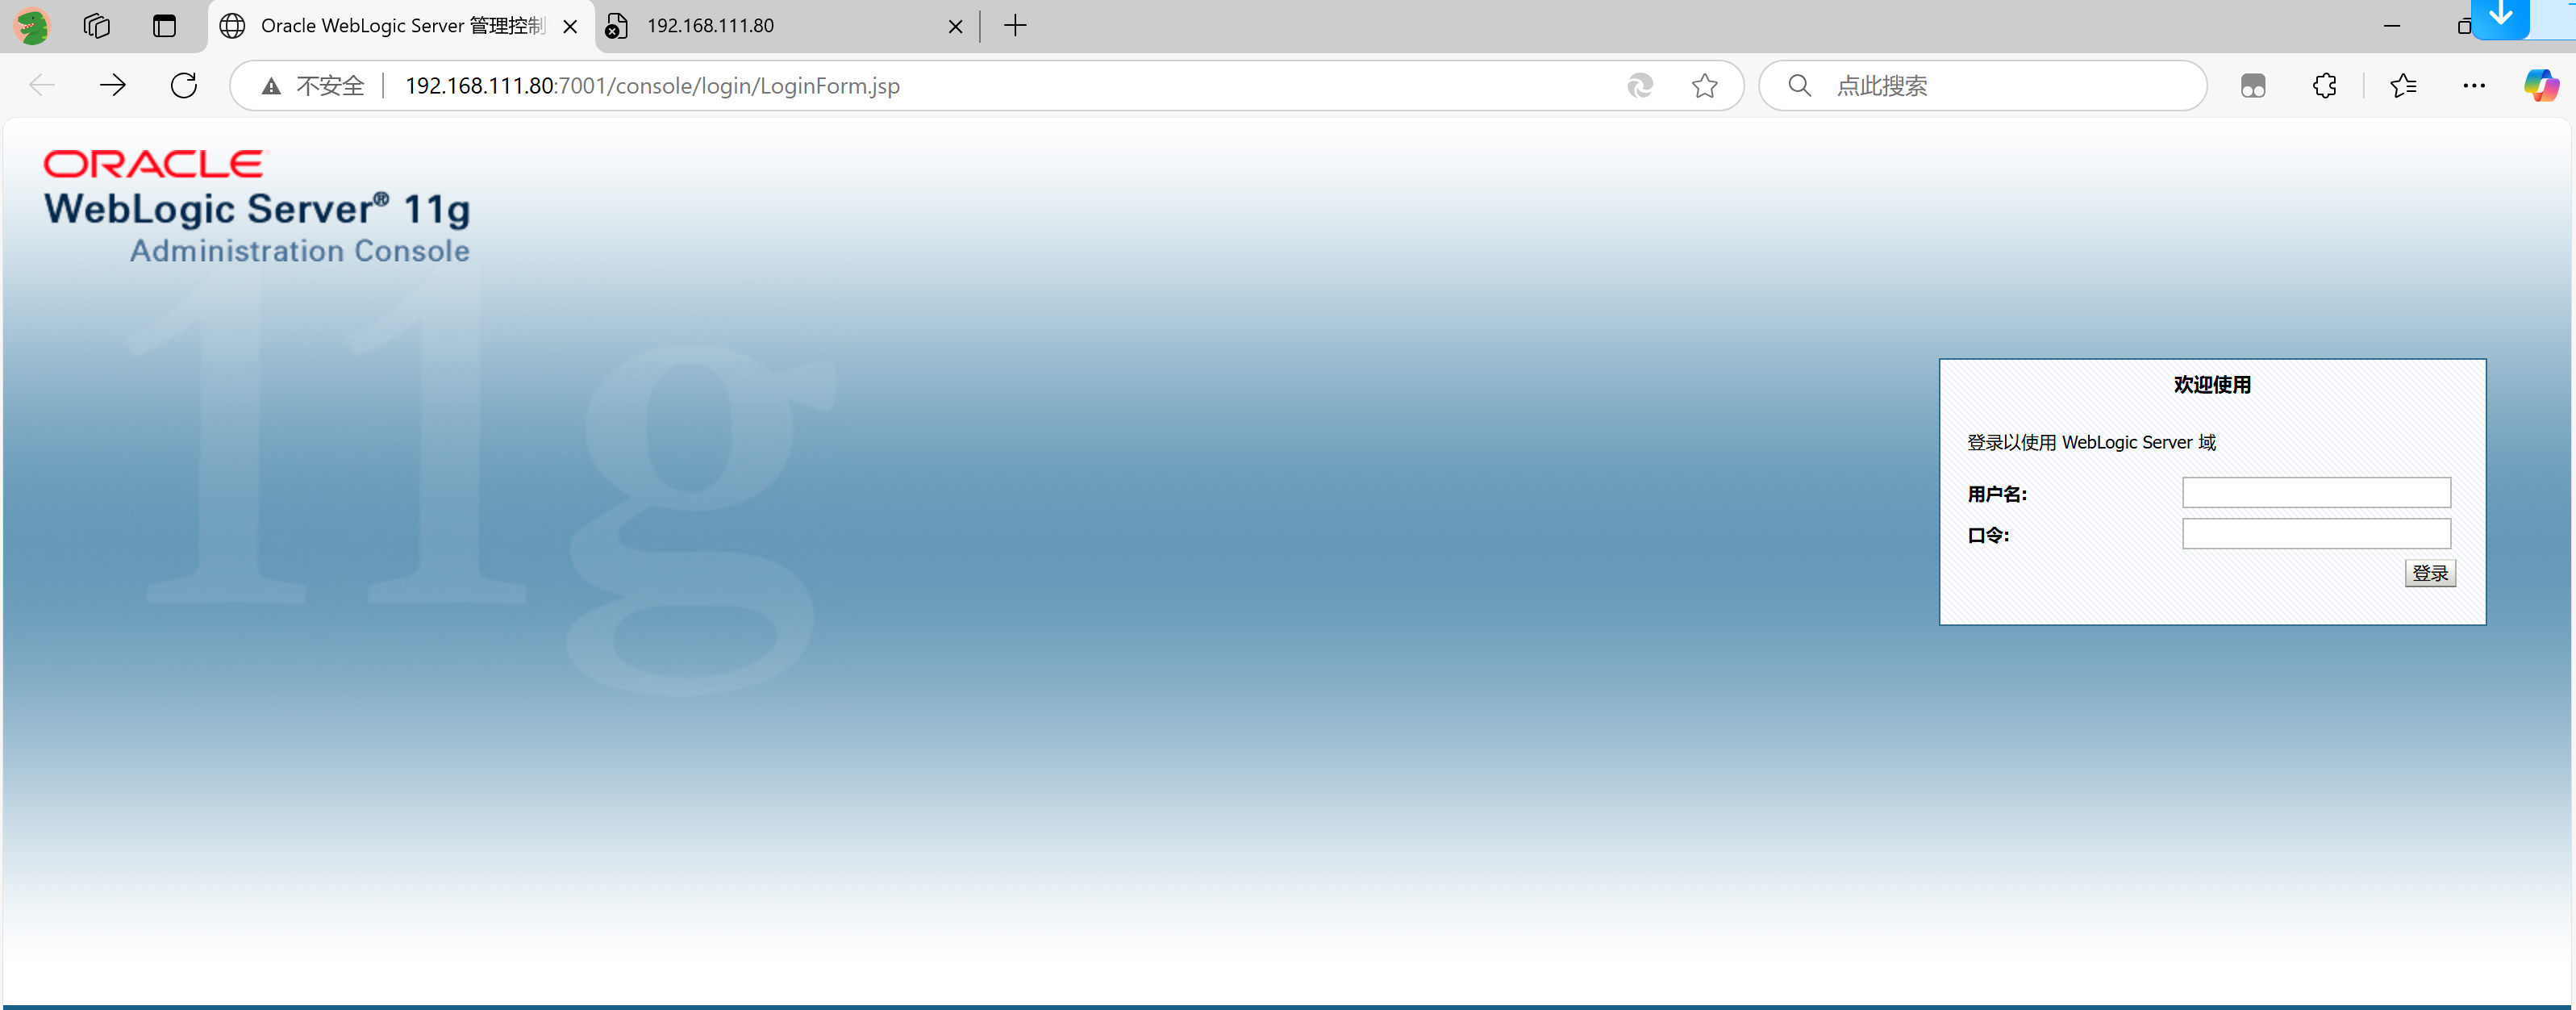 Oracle WebLogic Server 管理控制
192.168.111.80
不安全
192.168.111.80:7001/console/login/LoginForm.jsp
点此搜索
ORACLE
WebLogic Server® 11g
Administration Console
11g
欢迎使用
登录以使用 WebLogic Server 域
用户名:
口令:
登录